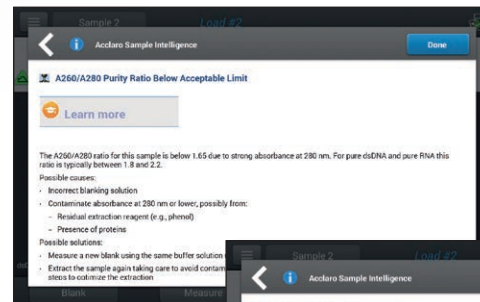 Sample 2 Load #2
Acclaro Sample Intelligence Done
A260/A280 Purity Ratio Below Acceptable Limit
Learn more
The A260/A280 ratio for this sample is below 1.65 due to strong absorbance at 280 nm. For pure dsDNA and pure RNA this
ratio is typically between 1.8 and 2.2.
Possible causes:
· Incorrect blanking solution
· Contaminate absorbance at 280 nm or lower, possibly from:
– Residual extraction reagent (e.g., phenol)
– Presence of proteins
Possible solutions:
· Measure a new blank using the same buffer solution
· Extract the sample again taking care to avoid contam
steps to optimize the extraction
Blank Measure
Sample 2 Load #2
Acclaro Sample Intelligence